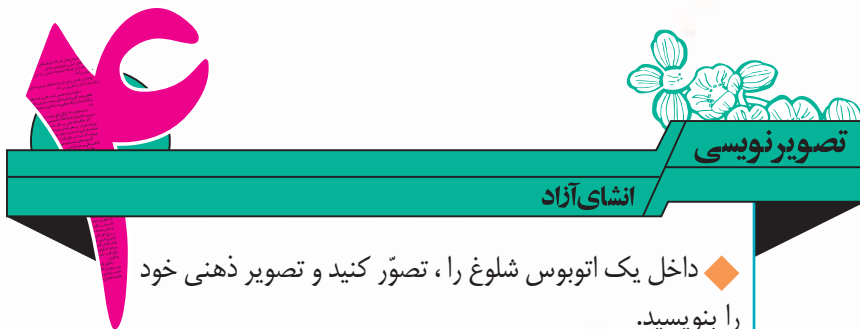 ۴
تصویرنویسی
انشای‌آزاد
داخل یک اتوبوس شلوغ را ، تصوّر کنید و تصویر ذهنی خود
را بنویسید.